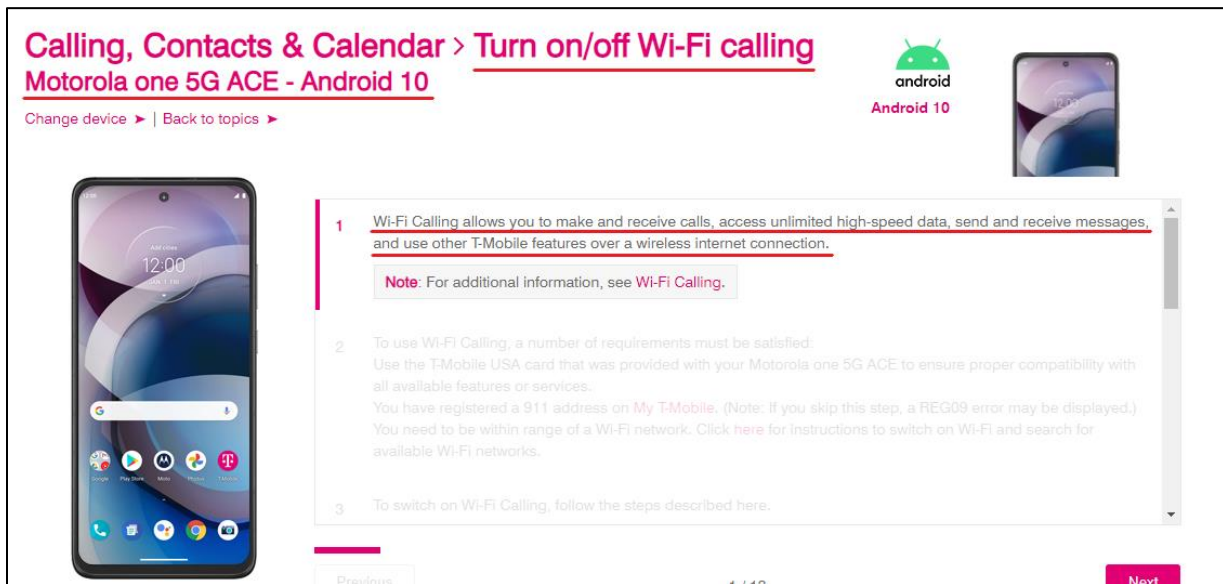 Calling, Contacts & Calendar > Turn on/off Wi-Fi calling
Motorola one 5G ACE - Android 10
Change device ➤ | Back to topics ➤
android
Android 10
12:00
12:00
1 Wi-Fi Calling allows you to make and receive calls, access unlimited high-speed data, send and receive messages,
and use other T-Mobile features over a wireless internet connection.
Note: For additional information, see Wi-Fi Calling.
2 To use Wi-Fi Calling, a number of requirements must be satisfied:
Use the T-Mobile USA card that was provided with your Motorola one 5G ACE to ensure proper compatibility with
all available features or services.
You have registered a 911 address on My T-Mobile. (Note: If you skip this step, a REG09 error may be displayed.)
You need to be within range of a Wi-Fi network. Click here for instructions to switch on Wi-Fi and search for
available Wi-Fi networks.
Google Play Store Moto Photos T-Mobile
3 To switch on Wi-Fi Calling, follow the steps described here.
Previous
Next